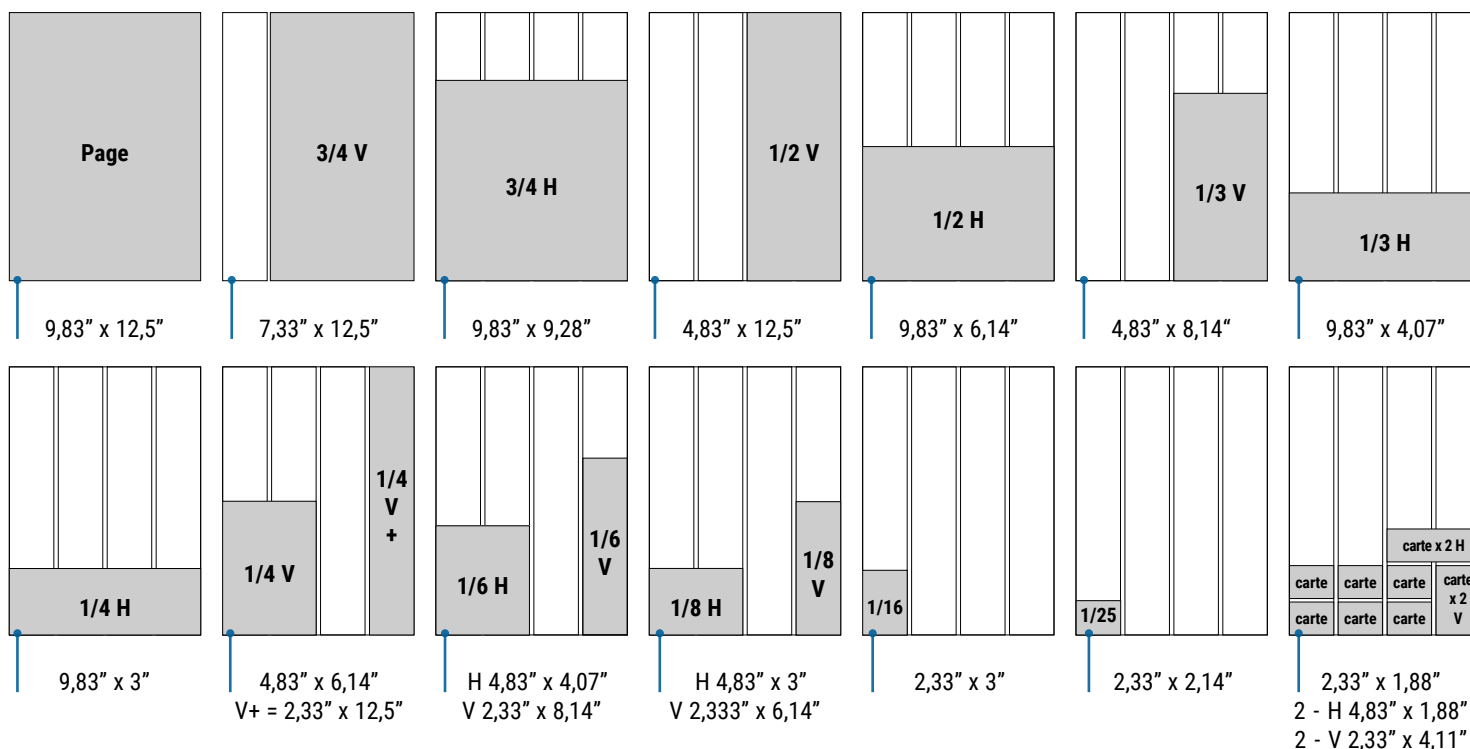 Page
3/4 V
3/4 H
1/2 V
1/2 H
1/3 V
1/3 H
9,83” x 12,5”
7,33” x 12,5”
9,83” x 9,28”
4,83” x 12,5”
9,83” x 6,14”
4,83” x 8,14“
9,83” x 4,07”
1/4 H
1/4 V
1/4
V
+
1/6 H
1/6
V
1/8 H
1/8
V
1/16
1/25
carte x 2 H
carte
carte
carte
carte
x 2
V
carte
carte
carte
9,83” x 3”
4,83” x 6,14”
V+ = 2,33” x 12,5”
H 4,83” x 4,07”
V 2,33” x 8,14”
H 4,83” x 3”
V 2,333” x 6,14”
2,33” x 3”
2,33” x 2,14”
2,33” x 1,88”
2 - H 4,83” x 1,88”
2 - V 2,33” x 4,11”